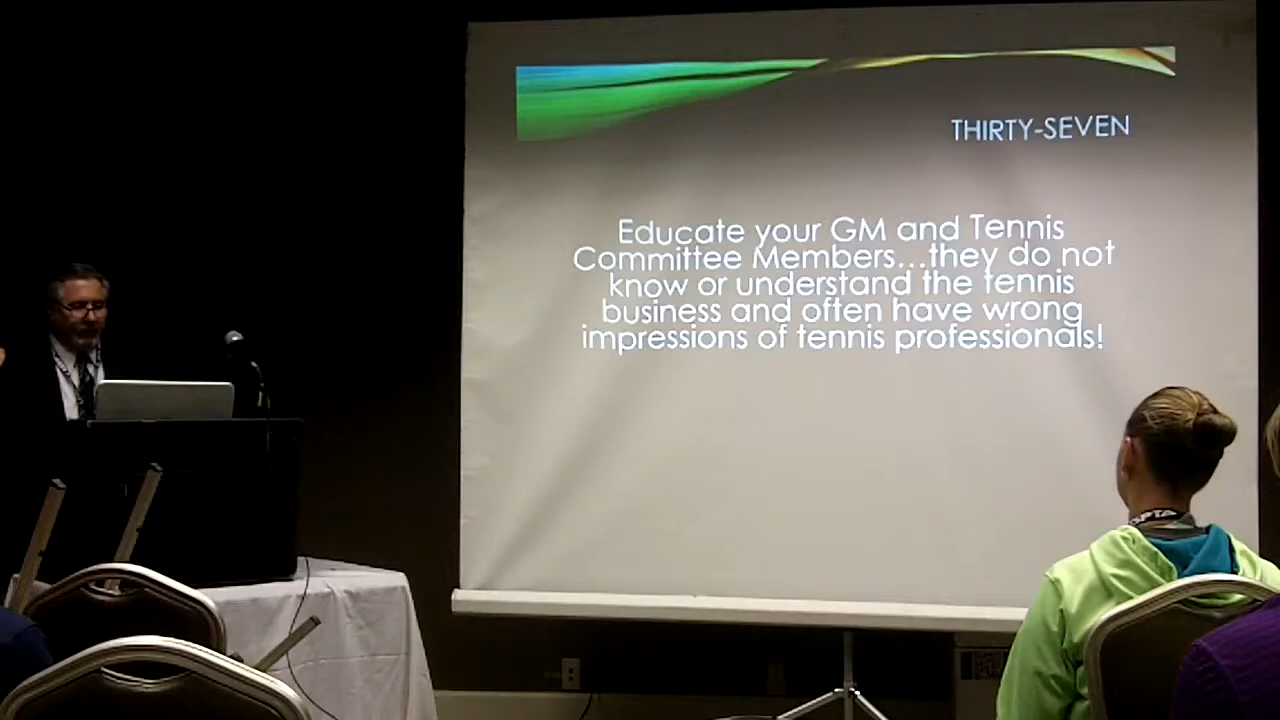 THIRTY-SEVEN
Educate your GM and Tennis
Committee Members...they do not
know or understand the tennis
business and often have wrong
impressions of tennis professionals!
PTA